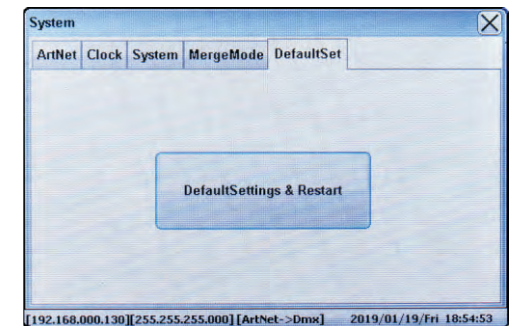 System
ArtNet Clock System MergeMode DefaultSet
DefaultSettings & Restart
[192.168.000.130][255.255.255.000] [ArtNet->Dmx] 2019/01/19/Fri 18:54:53